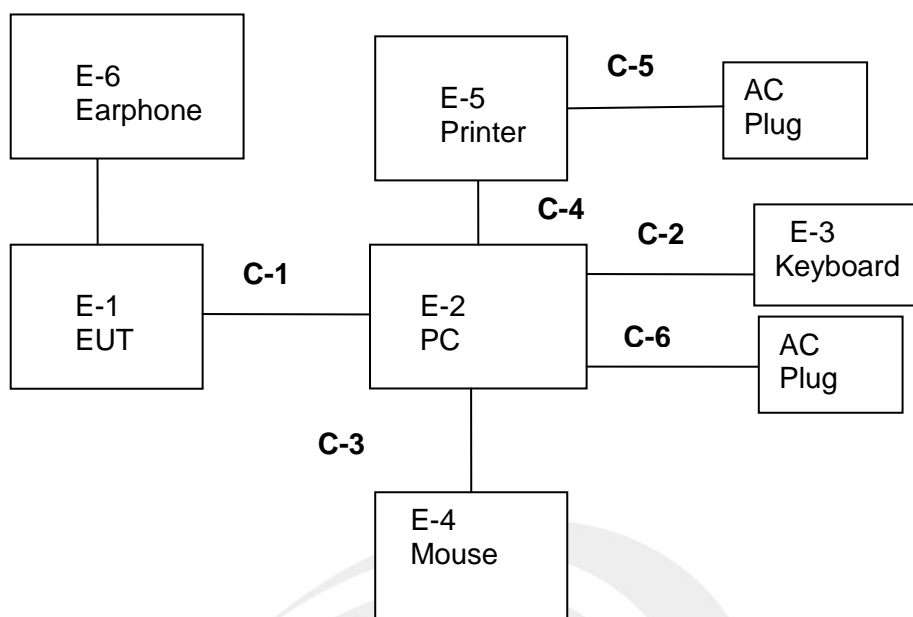 E-6
Earphone
E-5
Printer
C-5
AC
Plug
C-4
C-2
E-3
Keyboard
E-1
EUT
C-1
E-2
PC
C-6
AC
Plug
C-3
E-4
Mouse